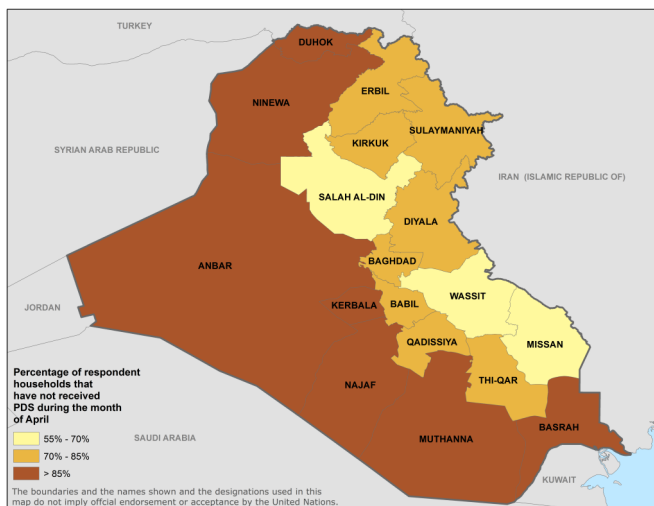 TURKEY
DUHOK
NINEWA
ERBIL
SULAYMANIYAH
KIRKUK
SYRIAN ARAB REPUBLIC
IRAN (ISLAMIC REPUBLIC OF)
SALAH AL-DIN
DIYALA
BAGHDAD
ANBAR
WASSIT
JORDAN
KERBALA
BABIL
QADISSIYA
MISSAN
THI-QAR
NAJAF
BASRAH
MUTHANNA
SAUDI ARABIA
KUWAIT
Percentage of respondent
households that
have not received
PDS during the month
of April
55% - 70%
70% - 85%
> 85%
The boundaries and the names shown and the designations used in this
map do not imply offcial endorsement or acceptance by the United Nations.